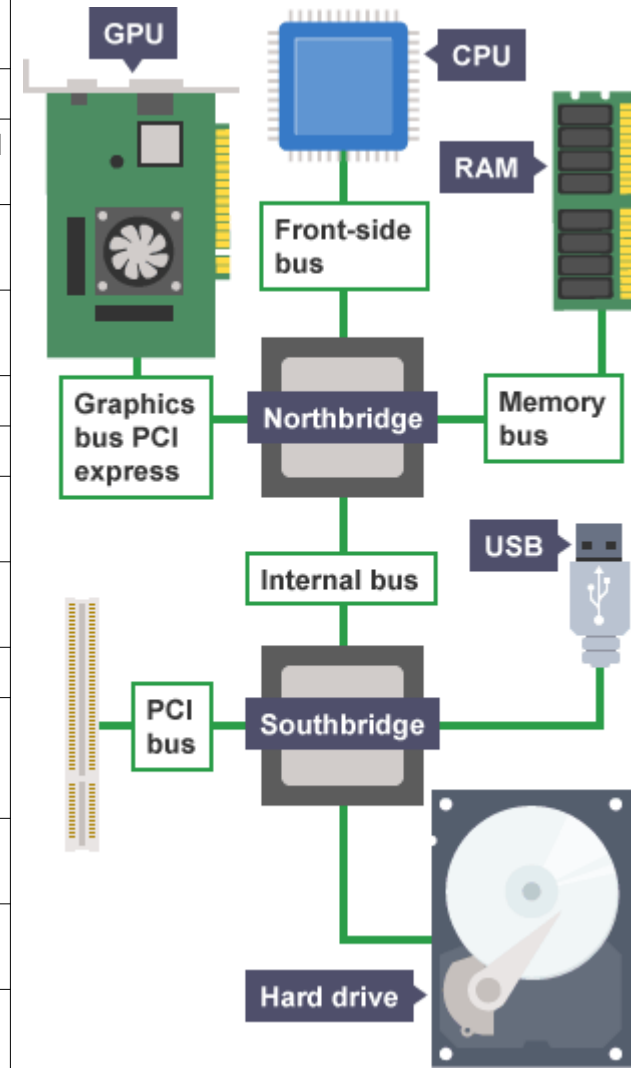 GPU
CPU
RAM
Front-side
bus
Graphics
bus PCI
express
Northbridge
Memory
bus
USB
Internal bus
PCI
bus
Southbridge
Hard drive